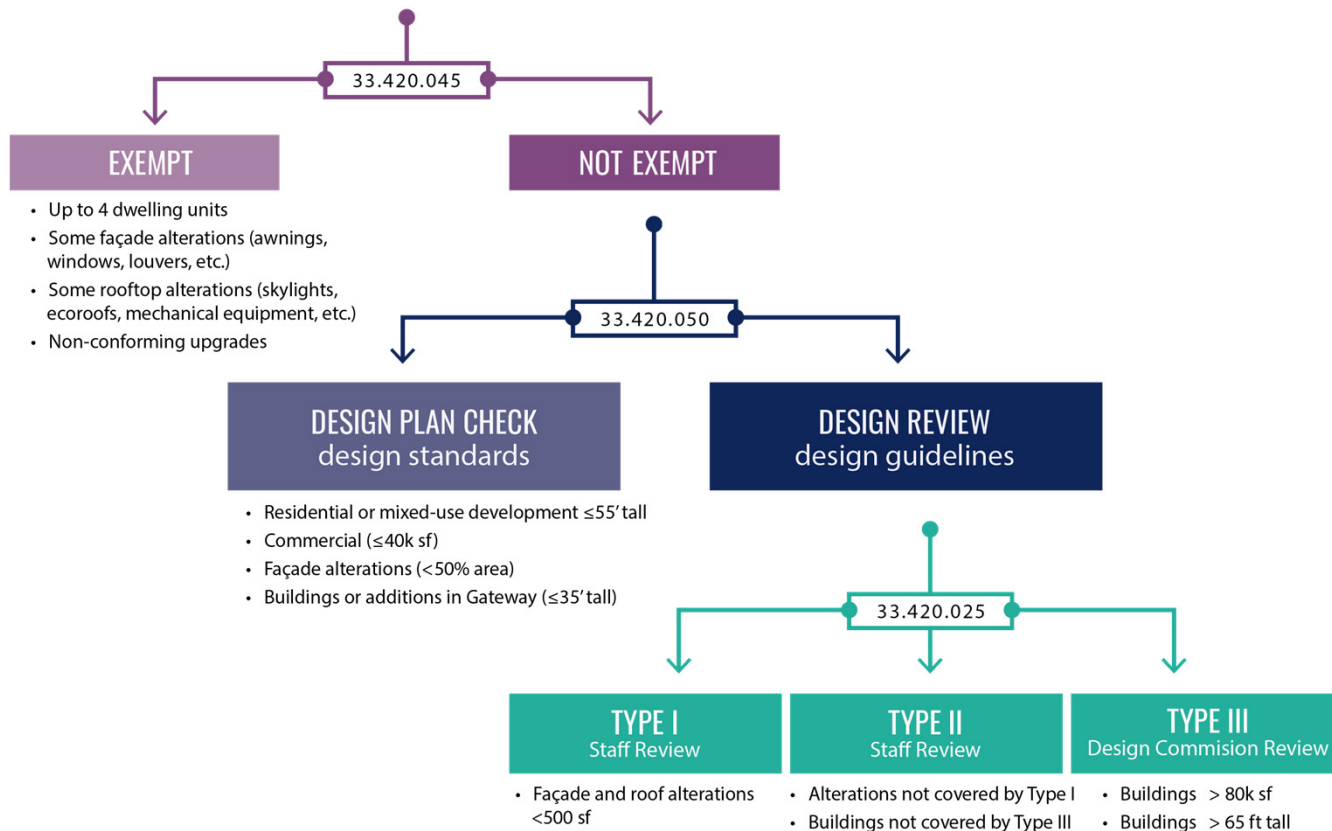 33.420.045
EXEMPT
NOT EXEMPT
• Up to 4 dwelling units
• Some façade alterations (awnings,
windows, louvers, etc.)
• Some rooftop alterations (skylights,
ecoroofs, mechanical equipment, etc.)
• Non-conforming upgrades
33.420.050
DESIGN PLAN CHECK
design standards
DESIGN REVIEW
design guidelines
• Residential or mixed-use development ≤55' tall
• Commercial (≤40k sf)
• Façade alterations (<50% area)
• Buildings or additions in Gateway (≤35' tall)
33.420.025
TYPE I
Staff Review
TYPE II
Staff Review
TYPE III
Design Commision Review
• Façade and roof alterations
<500 sf
• Alterations not covered by Type I
• Buildings not covered by Type III
• Buildings > 80k sf
• Buildings > 65 ft tall